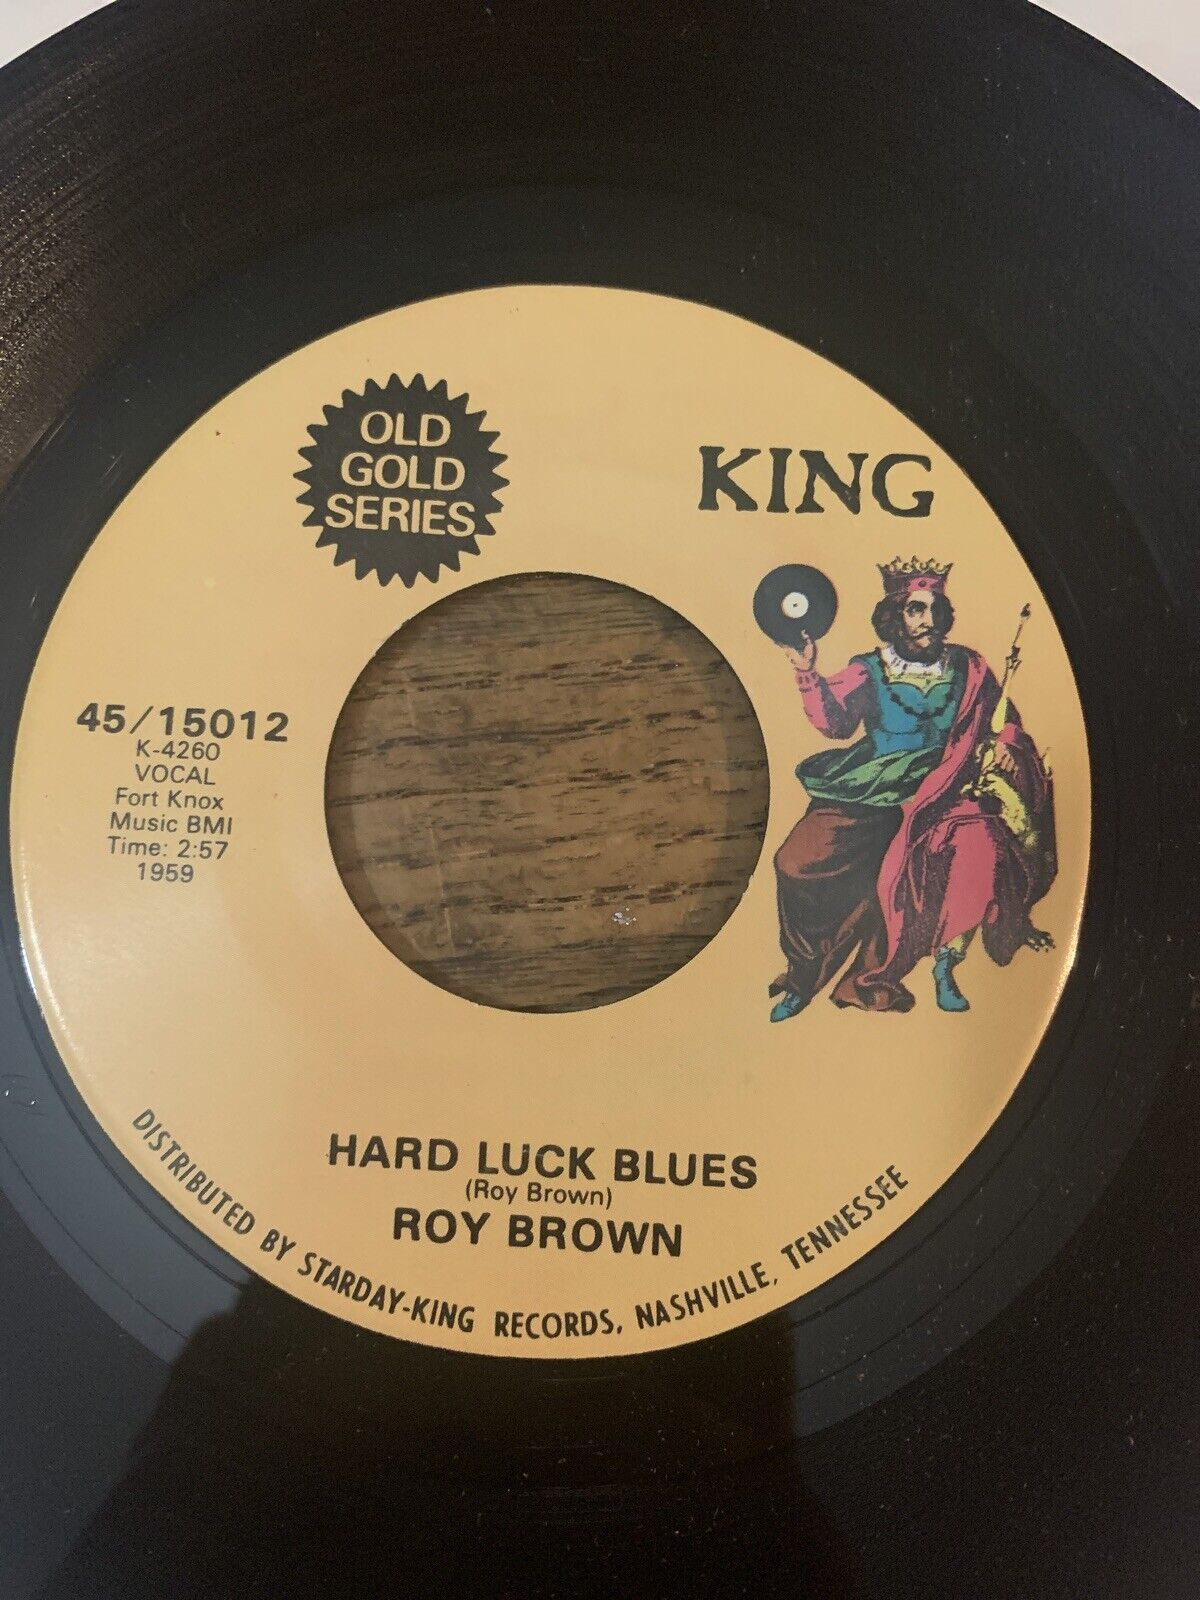 OLD
GOLD
SERIES
KING
45/15012
K-4260
VOCAL
Fort Knox
Music BMI
Time: 2:57
1959
HARD LUCK BLUES
(Roy Brown)
ROY BROWN
DISTRIBUTED BY STARDAY-KING RECORDS, NASHVILLE, TENNESSEE